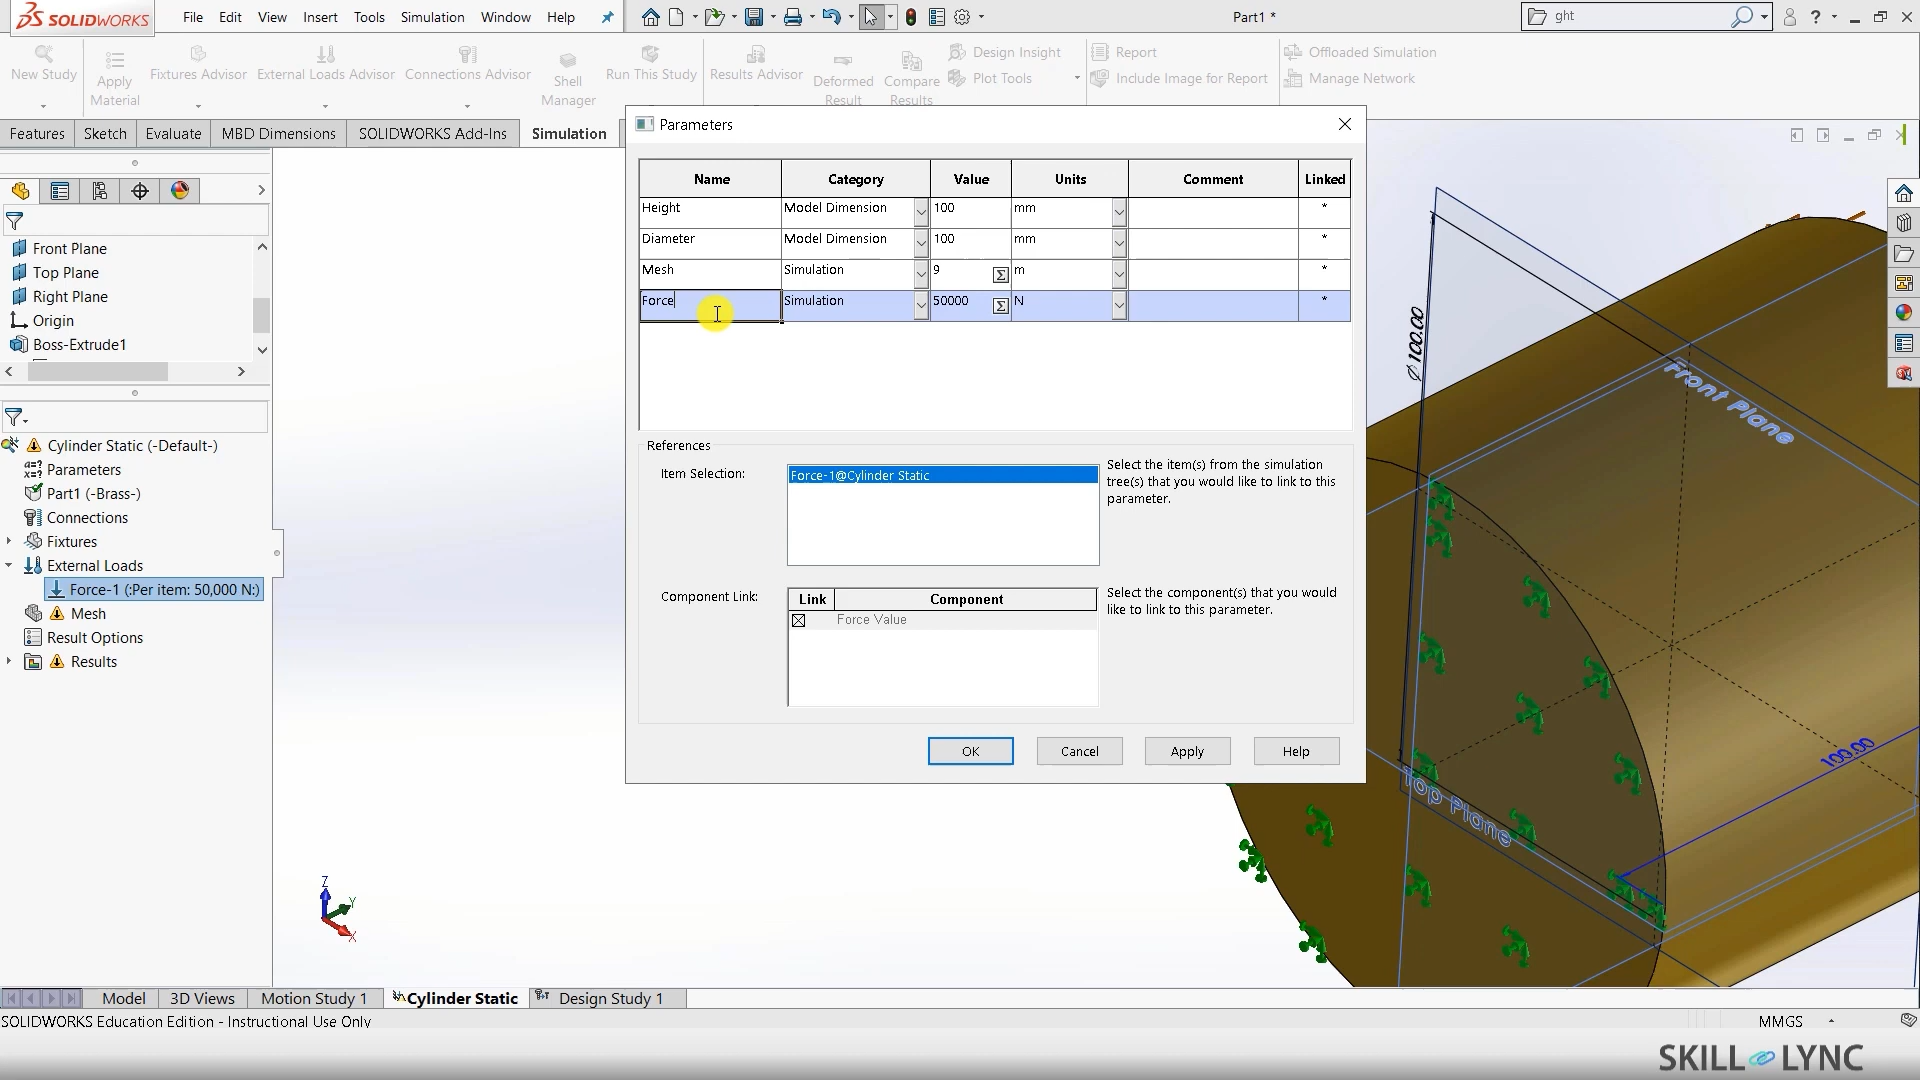 SOLIDWORKS
File Edit View Insert Tools Simulation Window Help
Part1 *
ght
New Study
Apply Material
Fixtures Advisor
External Loads Advisor
Connections Advisor
Shell Manager
Run This Study
Results Advisor
Deformed Result
Compare Results
Design Insight
Plot Tools
Report
Include Image for Report
Offloaded Simulation
Manage Network
Features Sketch Evaluate MBD Dimensions SOLIDWORKS Add-Ins Simulation
Front Plane
Top Plane
Right Plane
Origin
Boss-Extrude1
Cylinder Static (-Default-)
Parameters
Part1 (-Brass-)
Connections
Fixtures
External Loads
Force-1 (:Per item: 50,000 N:)
Mesh
Result Options
Results
Parameters
Name Category Value Units Comment Linked
Height Model Dimension 100 mm *
Diameter Model Dimension 100 mm *
Mesh Simulation 9 Σ m *
Force Simulation 50000 Σ N *
References
Item Selection:
Force-1@Cylinder Static
Select the item(s) from the simulation
tree(s) that you would like to link to this
parameter.
Component Link:
Link Component
Force Value
Select the component(s) that you would
like to link to this parameter.
OK Cancel Apply Help
Ø 100.00
Front Plane
Top Plane
100.00
Z
Y
X
Model 3D Views Motion Study 1 Cylinder Static Design Study 1
SOLIDWORKS Education Edition - Instructional Use Only
MMGS
SKILL LYNC